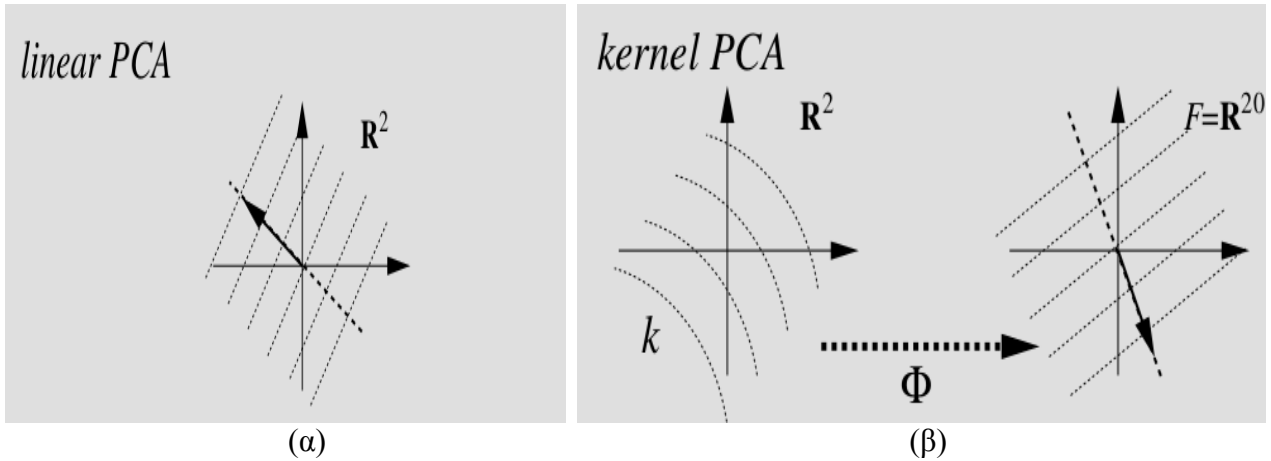 linear PCA
R²
(α)
kernel PCA
R²
F=R²⁰
k
Φ
(β)